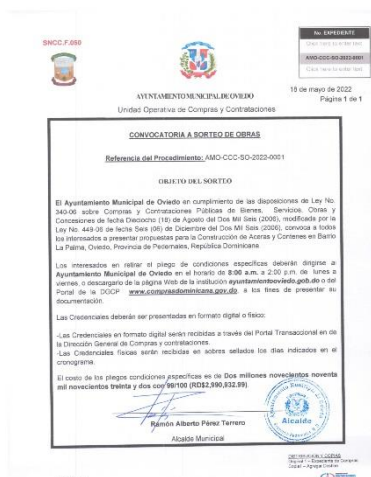 No. EXPEDIENTE
SNCC.F.090
AMO-CCC-SO-2022-0001
18 de mayo de 2022
Página 1 de 1
AYUNTAMIENTO MUNICIPAL DE OVIEDO
Unidad Operativa de Compras y Contrataciones
CONVOCATORIA A SORTEO DE OBRAS
Referencia del Procedimiento: AMO-CCC-SO-2022-0001
OBJETO DEL SORTEO
El Ayuntamiento Municipal de Oviedo en cumplimiento de las disposiciones de Ley No.
340-06 sobre Compras y Contrataciones Públicas de Bienes, Servicios, Obras y
Concesiones de fecha Dieciocho (18) de Agosto del Dos Mil Seis (2006), modificada por la
Ley No. 449-06 de fecha Seis (06) de Diciembre del Dos Mil Seis (2006), convoca a todos
los interesados a presentar propuestas para la Construcción de Aceras y Contenes en Barrio
La Palma, Oviedo, Provincia de Pedernales, República Dominicana
Los interesados en retirar el pliego de condiciones específicas deberán dirigirse al
Ayuntamiento Municipal de Oviedo en el horario de 8:00 a.m. a 2:00 p.m. de lunes a
viernes, o descargarlo de la página Web de la institución ayuntamientooviedo.gob.do o del
Portal de la DGCP www.comprasdominicana.gov.do, a los fines de presentar su
documentación.
Las Credenciales deberán ser presentadas en formato digital o físico:
-Las Credenciales en formato digital serán recibidas a través del Portal Transaccional en de
la Dirección General de Compras y contrataciones.
-Las Credenciales físicas serán recibidas en sobres sellados los días indicados en el
cronograma.
El costo de los pliegos condiciones específicas es de Dos millones novecientos noventa
mil novecientos treinta y dos con 99/100 (RD$2,990,932.99)
Ramón Alberto Pérez Terrero
Alcalde Municipal
Alcalde